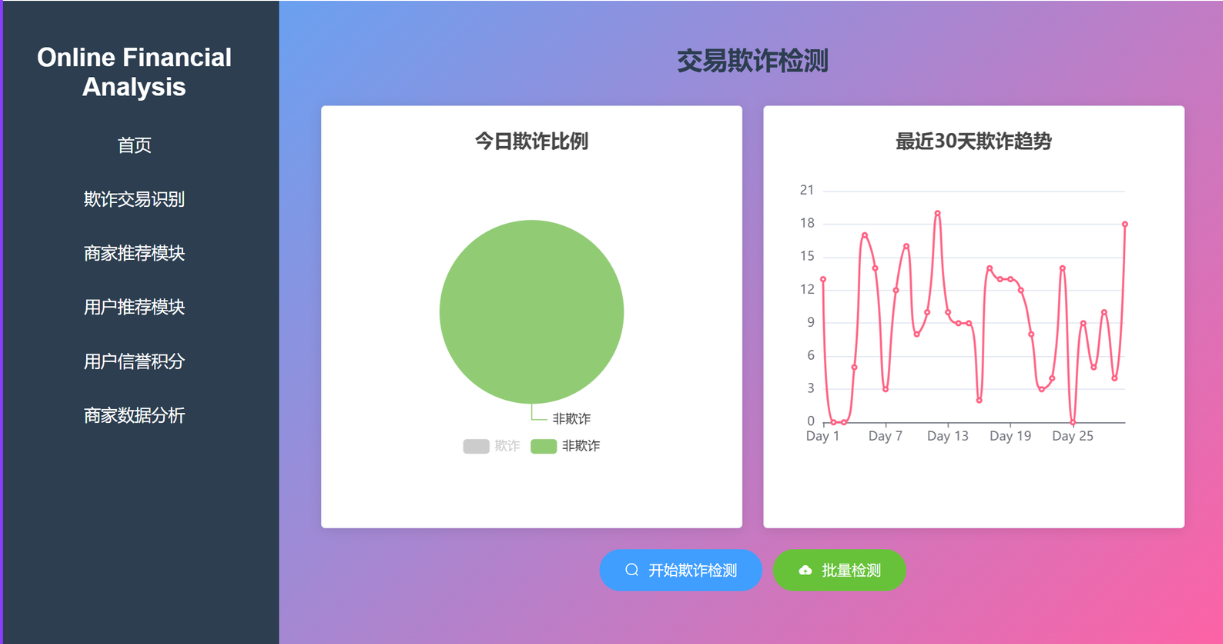 Online Financial
Analysis
首页
欺诈交易识别
商家推荐模块
用户推荐模块
用户信誉积分
商家数据分析
交易欺诈检测
今日欺诈比例
非欺诈
欺诈 非欺诈
最近30天欺诈趋势
21
18
15
12
9
6
3
0
Day 1 Day 7 Day 13 Day 19 Day 25
开始欺诈检测 批量检测